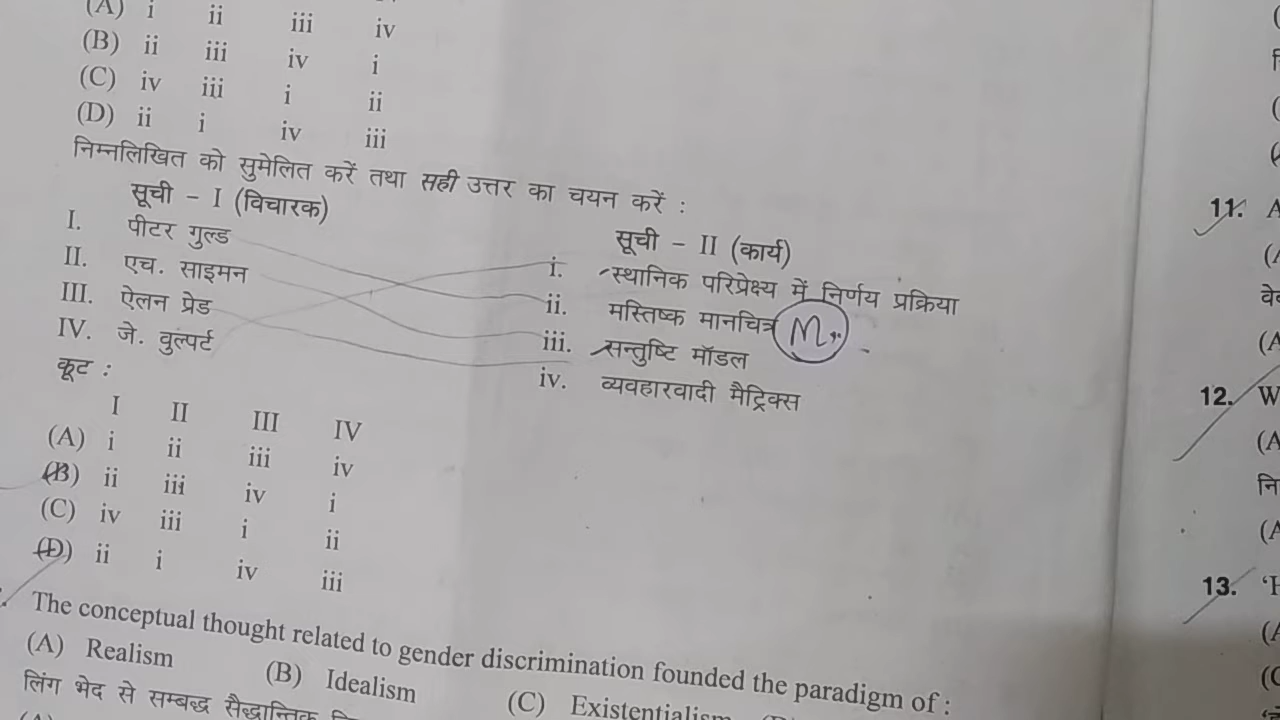 (A) i ii iii iv
(B) ii iii iv i
(C) iv iii i ii
(D) ii i iv iii
निम्नलिखित को सुमेलित करें तथा सही उत्तर का चयन करें :
सूची – I (विचारक) सूची – II (कार्य)
I. पीटर गुल्ड i. स्थानिक परिप्रेक्ष्य में निर्णय प्रक्रिया
II. एच. साइमन ii. मस्तिष्क मानचित्र
III. ऐलन प्रेड iii. सन्तुष्टि मॉडल
IV. जे. वुल्पर्ट iv. व्यवहारवादी मैट्रिक्स
कूट :
I II III IV
(A) i ii iii iv
(B) ii iii iv i
(C) iv iii i ii
(D) ii i iv iii
The conceptual thought related to gender discrimination founded the paradigm of :
(A) Realism (B) Idealism (C) Existentialism
लिंग भेद से सम्बद्ध सैद्धान्तिक
11.
12.
13.